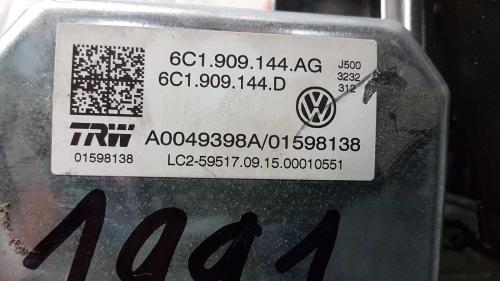 6C1.909.144.AG J500
6C1.909.144.D 3232
312
TRW A0049398A/01598138
01598138 LC2-59517.09.15.00010551
1991